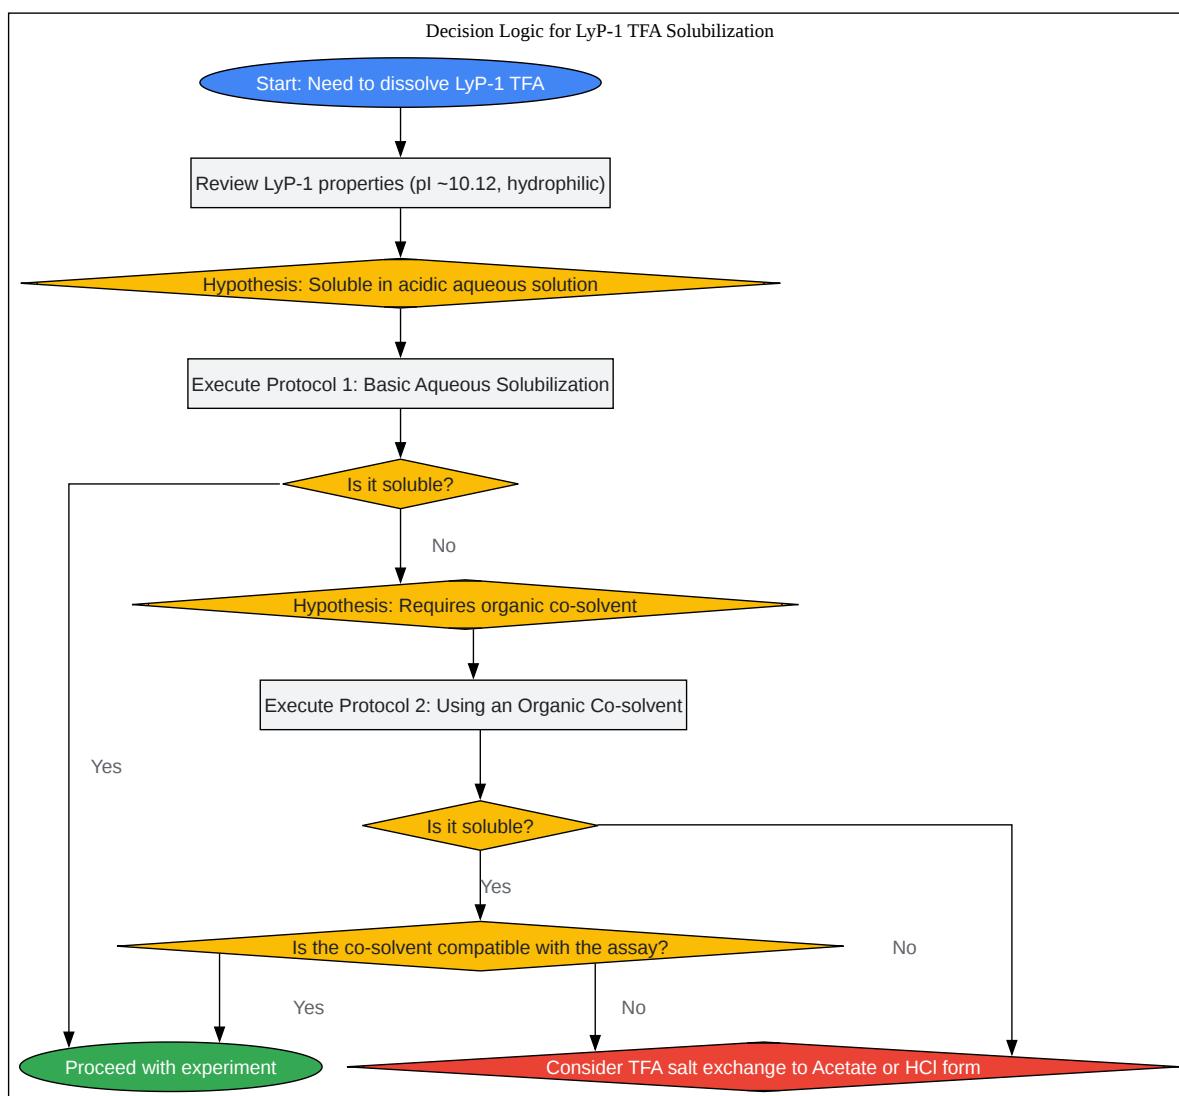 Decision Logic for LyP-1 TFA Solubilization
Start: Need to dissolve LyP-1 TFA
Review LyP-1 properties (pI ~10.12, hydrophilic)
Hypothesis: Soluble in acidic aqueous solution
Execute Protocol 1: Basic Aqueous Solubilization
Is it soluble?
No
Hypothesis: Requires organic co-solvent
Execute Protocol 2: Using an Organic Co-solvent
Yes
Is it soluble?
Yes
Is the co-solvent compatible with the assay?
No
Yes
No
Proceed with experiment
Consider TFA salt exchange to Acetate or HCl form